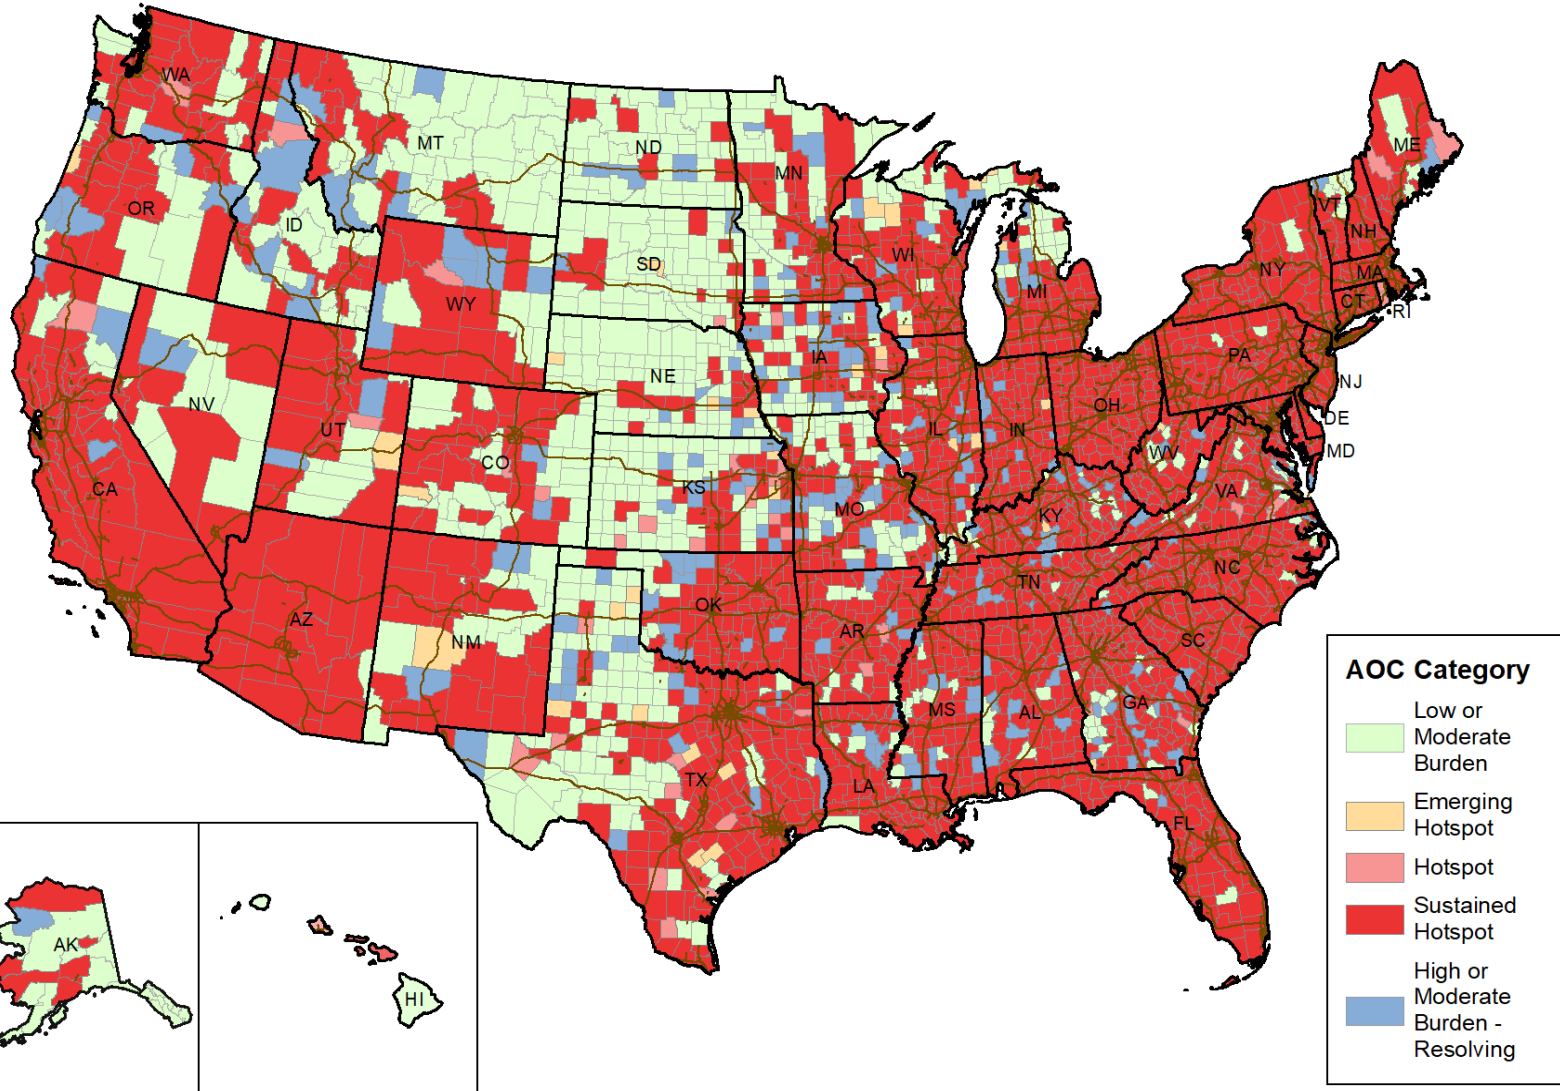 WA
MT
ND
MN
ME
OR
ID
SD
WI
VT
NH
NY
MA
MI
CT
RI
WY
IA
PA
NE
NJ
NV
UT
OH
DE
IL
IN
CO
WV
MD
CA
KS
MO
VA
KY
NC
TN
AZ
OK
AR
NM
SC
MS
AL
GA
TX
LA
FL
AK
HI
AOC Category
Low or
Moderate
Burden
Emerging
Hotspot
Hotspot
Sustained
Hotspot
High or
Moderate
Burden -
Resolving